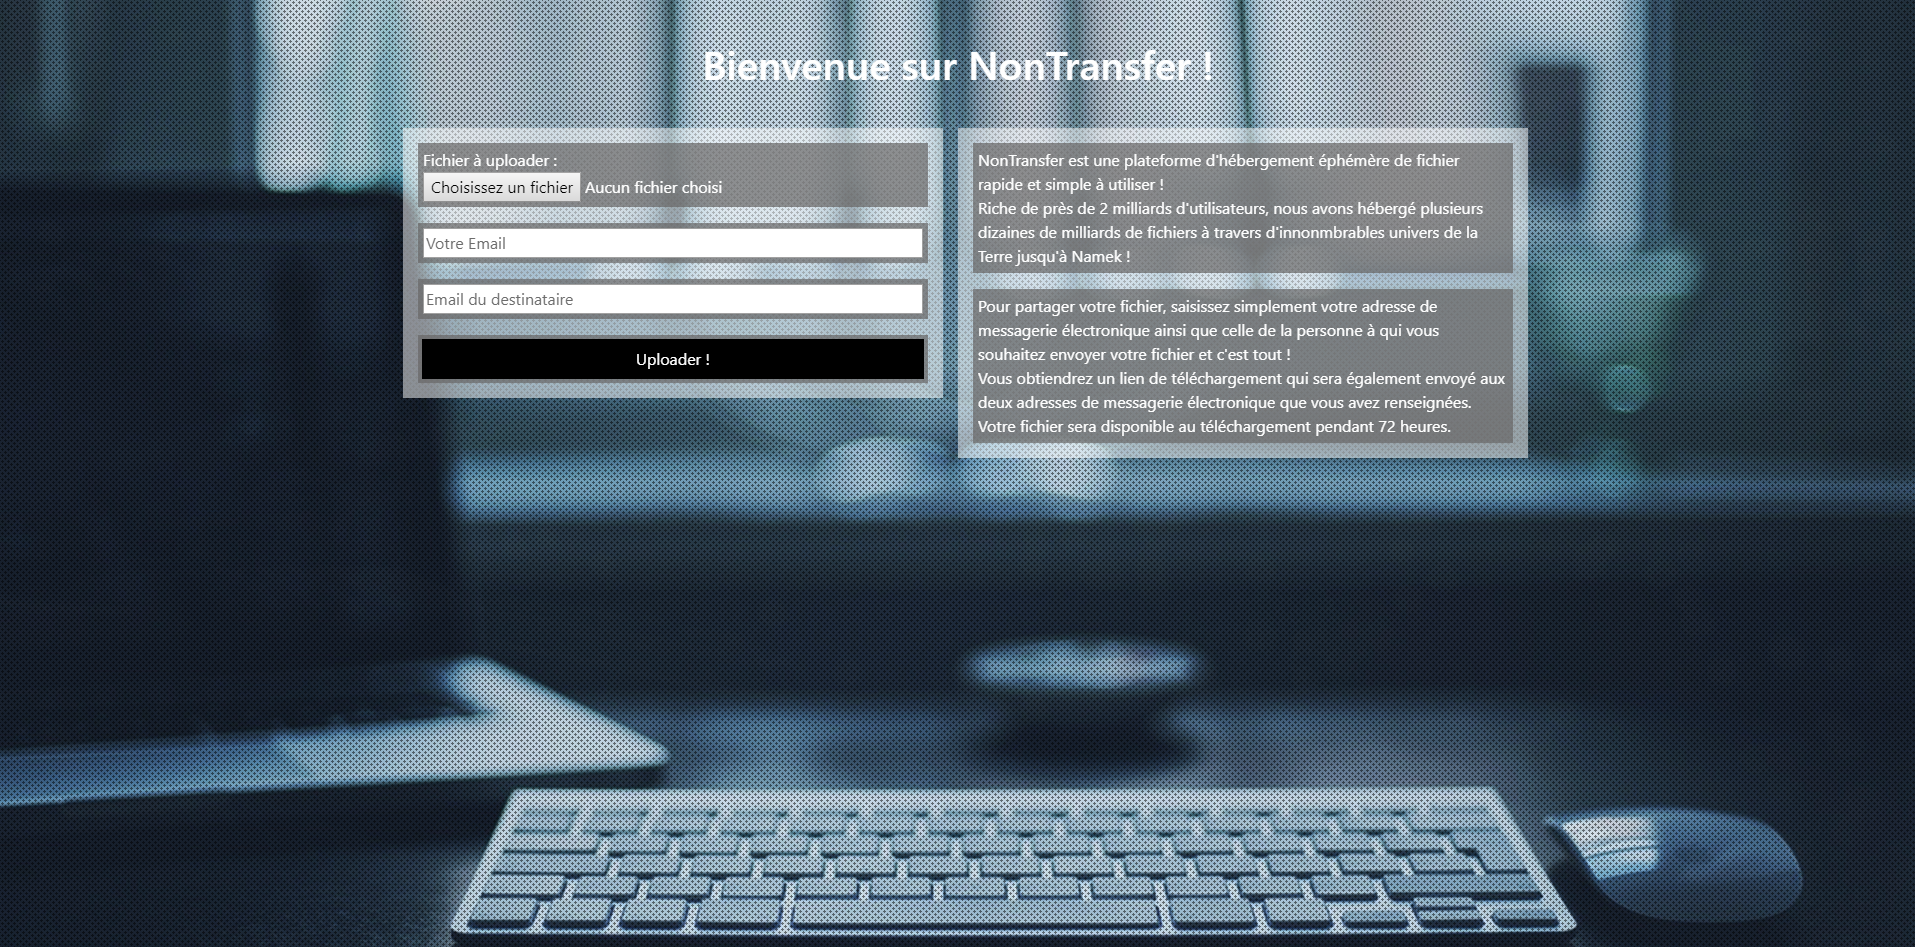 Bienvenue sur NonTransfer !
Fichier à uploader :
Choisissez un fichier Aucun fichier choisi
Votre Email
Email du destinataire
Uploader !
NonTransfer est une plateforme d'hébergement éphémère de fichier
rapide et simple à utiliser !
Riche de près de 2 milliards d'utilisateurs, nous avons hébergé plusieurs
dizaines de milliards de fichiers à travers d'innonmbrables univers de la
Terre jusqu'à Namek !
Pour partager votre fichier, saisissez simplement votre adresse de
messagerie électronique ainsi que celle de la personne à qui vous
souhaitez envoyer votre fichier et c'est tout !
Vous obtiendrez un lien de téléchargement qui sera également envoyé aux
deux adresses de messagerie électronique que vous avez renseignées.
Votre fichier sera disponible au téléchargement pendant 72 heures.